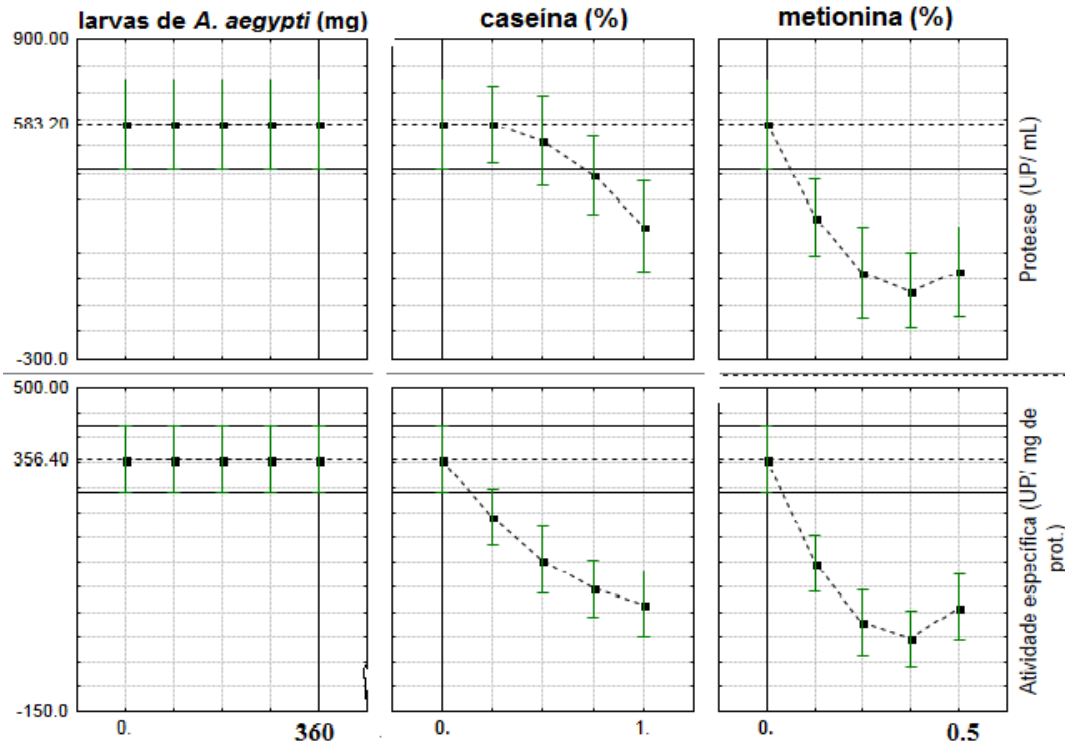 larvas de A. aegypti (mg)
caseína (%)
metionina (%)
900.00
583.20
-300.0
Protease (UP/ mL)
500.00
356.40
-150.0
Atividade específica (UP/ mg de
prot.)
0.
360
0.
1.
0.
0.5